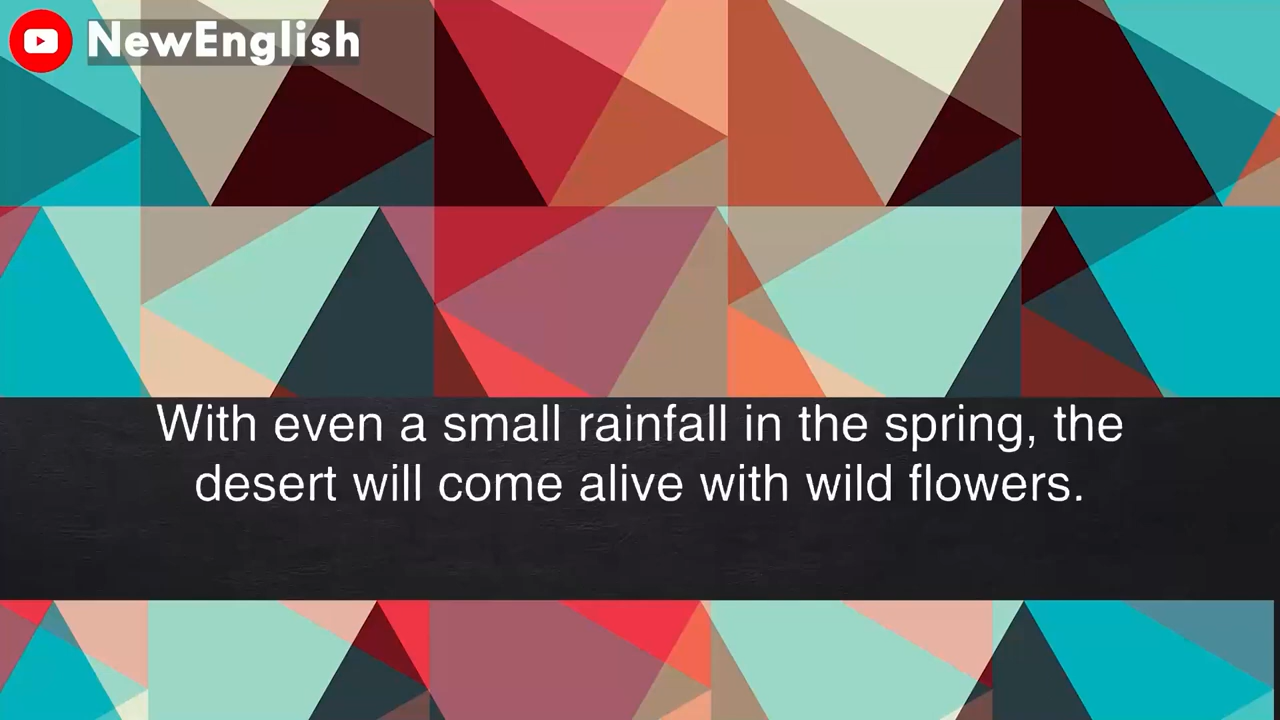 NewEnglish
With even a small rainfall in the spring, the
desert will come alive with wild flowers.